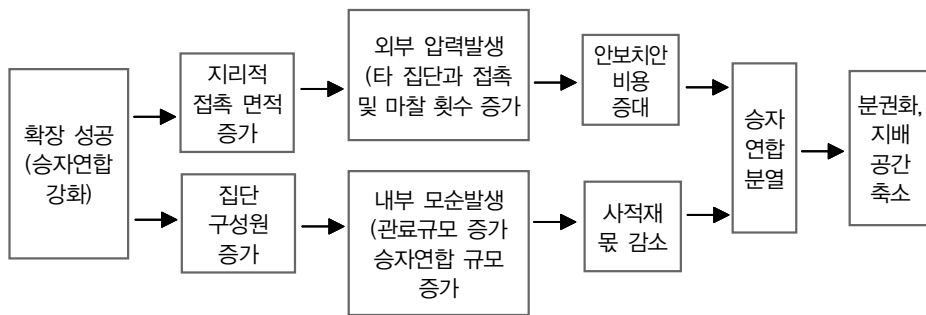 확장 성공
(승자연합
강화)
지리적
접촉 면적
증가
외부 압력발생
(타 집단과 접촉
및 마찰 횟수 증가
안보치안
비용
증대
집단
구성원
증가
내부 모순발생
(관료규모 증가
승자연합 규모
증가
사적재
몫 감소
승자
연합
분열
분권화,
지배
공간
축소